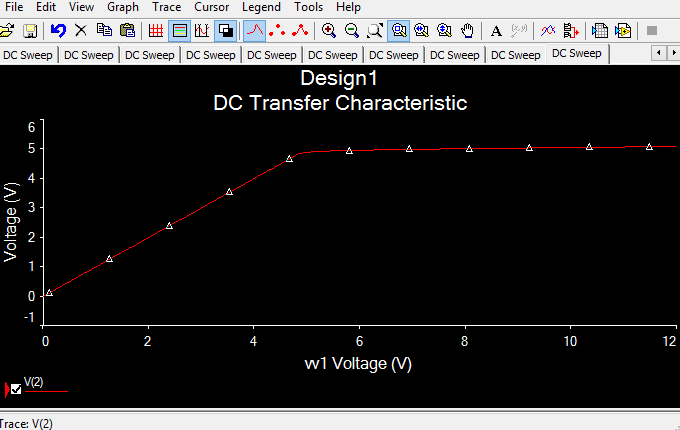 File Edit View Graph Trace Cursor Legend Tools Help
A
DC Sweep DC Sweep DC Sweep DC Sweep DC Sweep DC Sweep DC Sweep DC Sweep DC Sweep DC Sweep
Design1
DC Transfer Characteristic
Voltage (V)
6
5
4
3
2
1
0
-1
0 2 4 6 8 10 12
vv1 Voltage (V)
V(2)
Trace: V(2)